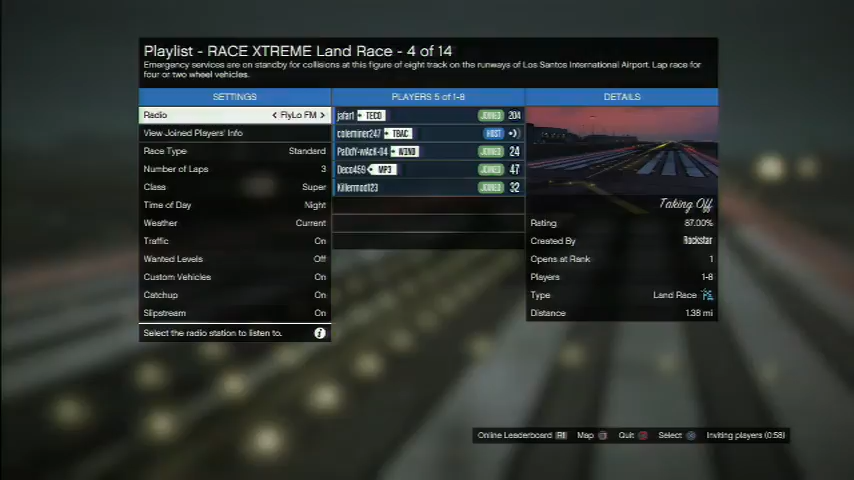 Playlist - RACE XTREME Land Race - 4 of 14
Emergency services are on standby for collisions at this figure of eight track on the runways of Los Santos International Airport. Lap race for
four or two wheel vehicles.
SETTINGS
PLAYERS 5 of 1-8
DETAILS
Radio FlyLo FM
View Joined Players' Info
Race Type Standard
Number of Laps 3
Class Super
Time of Day Night
Weather Current
Traffic On
Wanted Levels Off
Custom Vehicles On
Catchup On
Slipstream On
Select the radio station to listen to.
jafar1 TECO JOINED 204
coleminer247 TBAC HOST
PaDdY-wAcK-04 WIND JOINED 24
Deco459 MP3 JOINED 47
Killermod123 JOINED 32
Taking Off
Rating 87.00%
Created By Rockstar
Opens at Rank 1
Players 1-8
Type Land Race
Distance 1.38 mi
Online Leaderboard R1 Map Quit Select Inviting players (0:58)